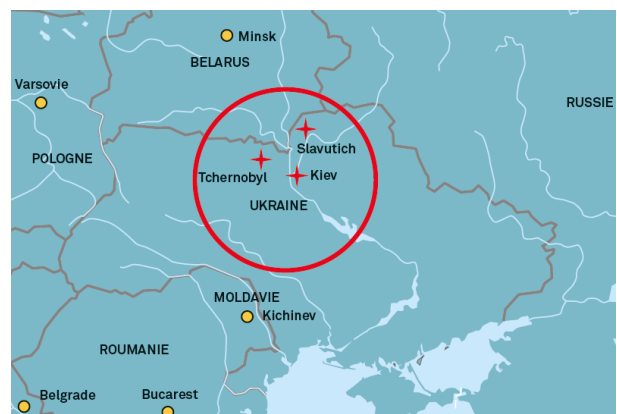 Minsk
BELARUS
Varsovie
RUSSIE
Slavutich
POLOGNE
Tchernobyl
Kiev
UKRAINE
MOLDAVIE
Kichinev
ROUMANIE
Belgrade
Bucarest